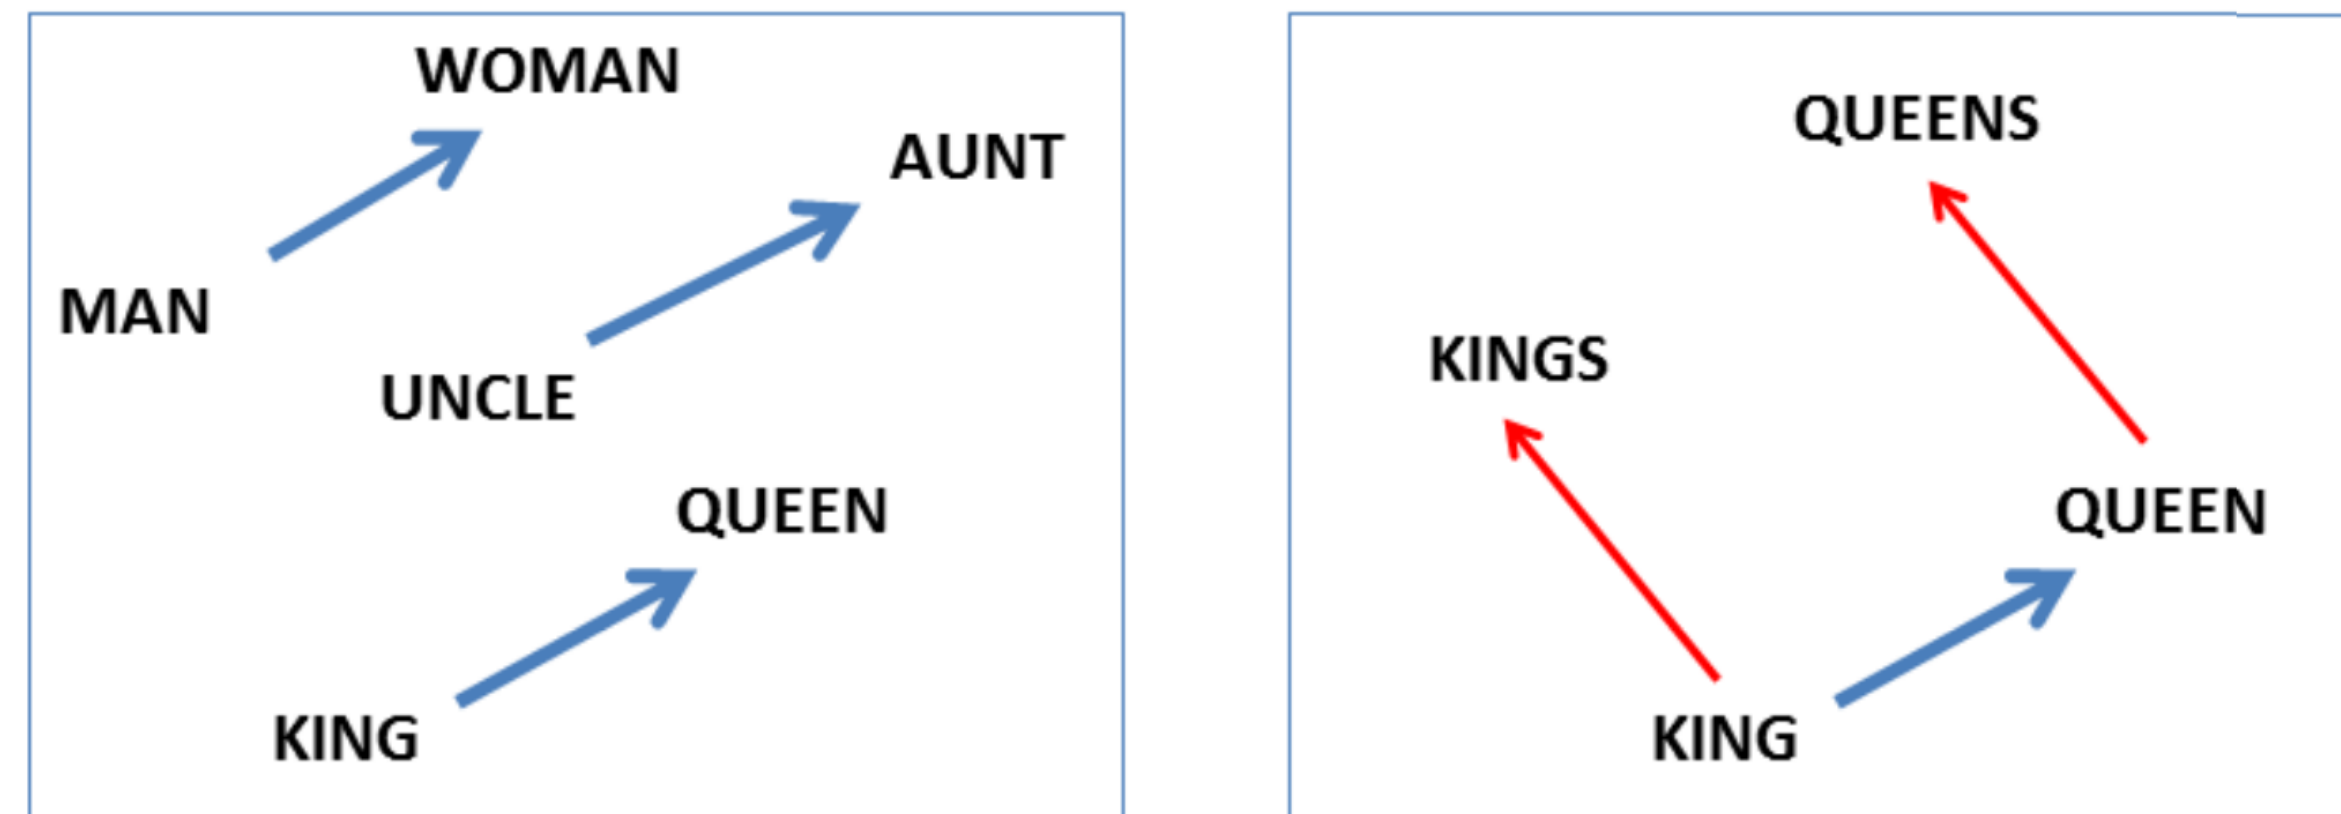 WOMAN
AUNT
MAN
UNCLE
QUEEN
KING
QUEENS
KINGS
QUEEN
KING